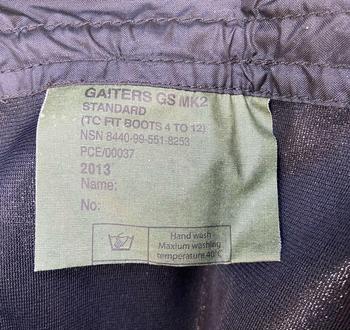 GAITERS GS MK2
STANDARD
(TC FIT BOOTS 4 TO 12)
NSN 8440-99-551-8253
PCE/00037
2013
Name:
No:
Hand wash
Maxium washing
temperature 40°C